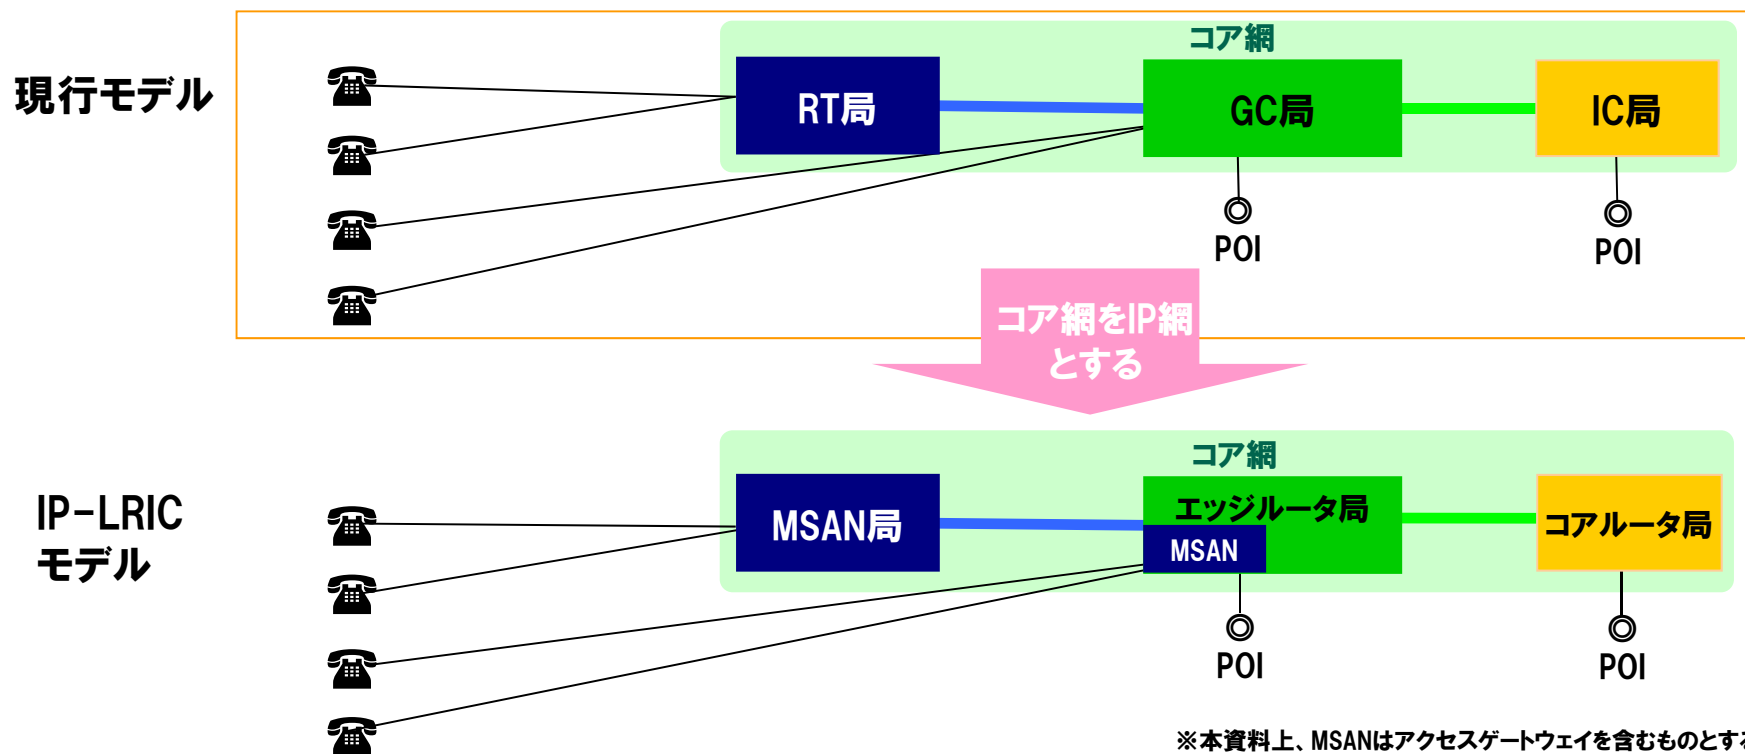 コア網
現行モデル
RT局
GC局
IC局
POI
POI
コア網をIP網
とする
コア網
IP-LRIC
モデル
MSAN局
エッジルータ局
MSAN
コアルータ局
POI
POI
※本資料上、MSANはアクセスゲートウェイを含むものとする